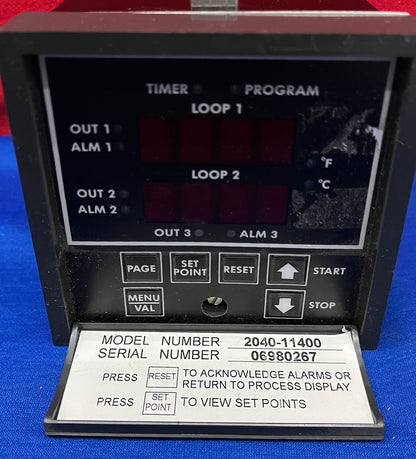 TIMER PROGRAM
LOOP 1
OUT 1
ALM 1
°F
LOOP 2
°C
OUT 2
ALM 2
OUT 3 ALM 3
PAGE SET POINT RESET START
MENU VAL STOP
MODEL NUMBER 2040-11400
SERIAL NUMBER 06980267
PRESS RESET TO ACKNOWLEDGE ALARMS OR
RETURN TO PROCESS DISPLAY
PRESS SET POINT TO VIEW SET POINTS